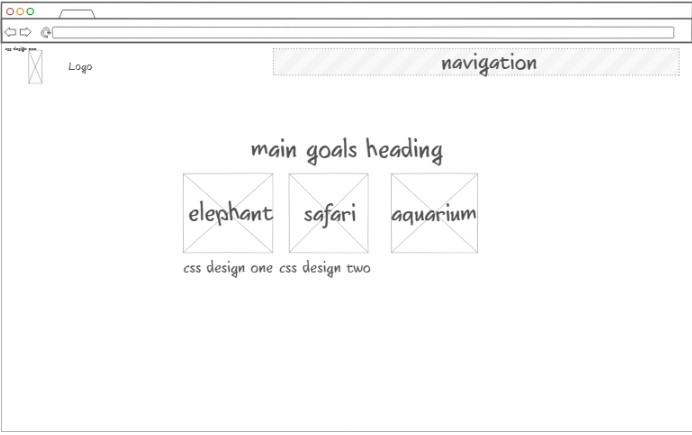 css design one
Logo
navigation
main goals heading
elephant safari aquarium
css design one css design two